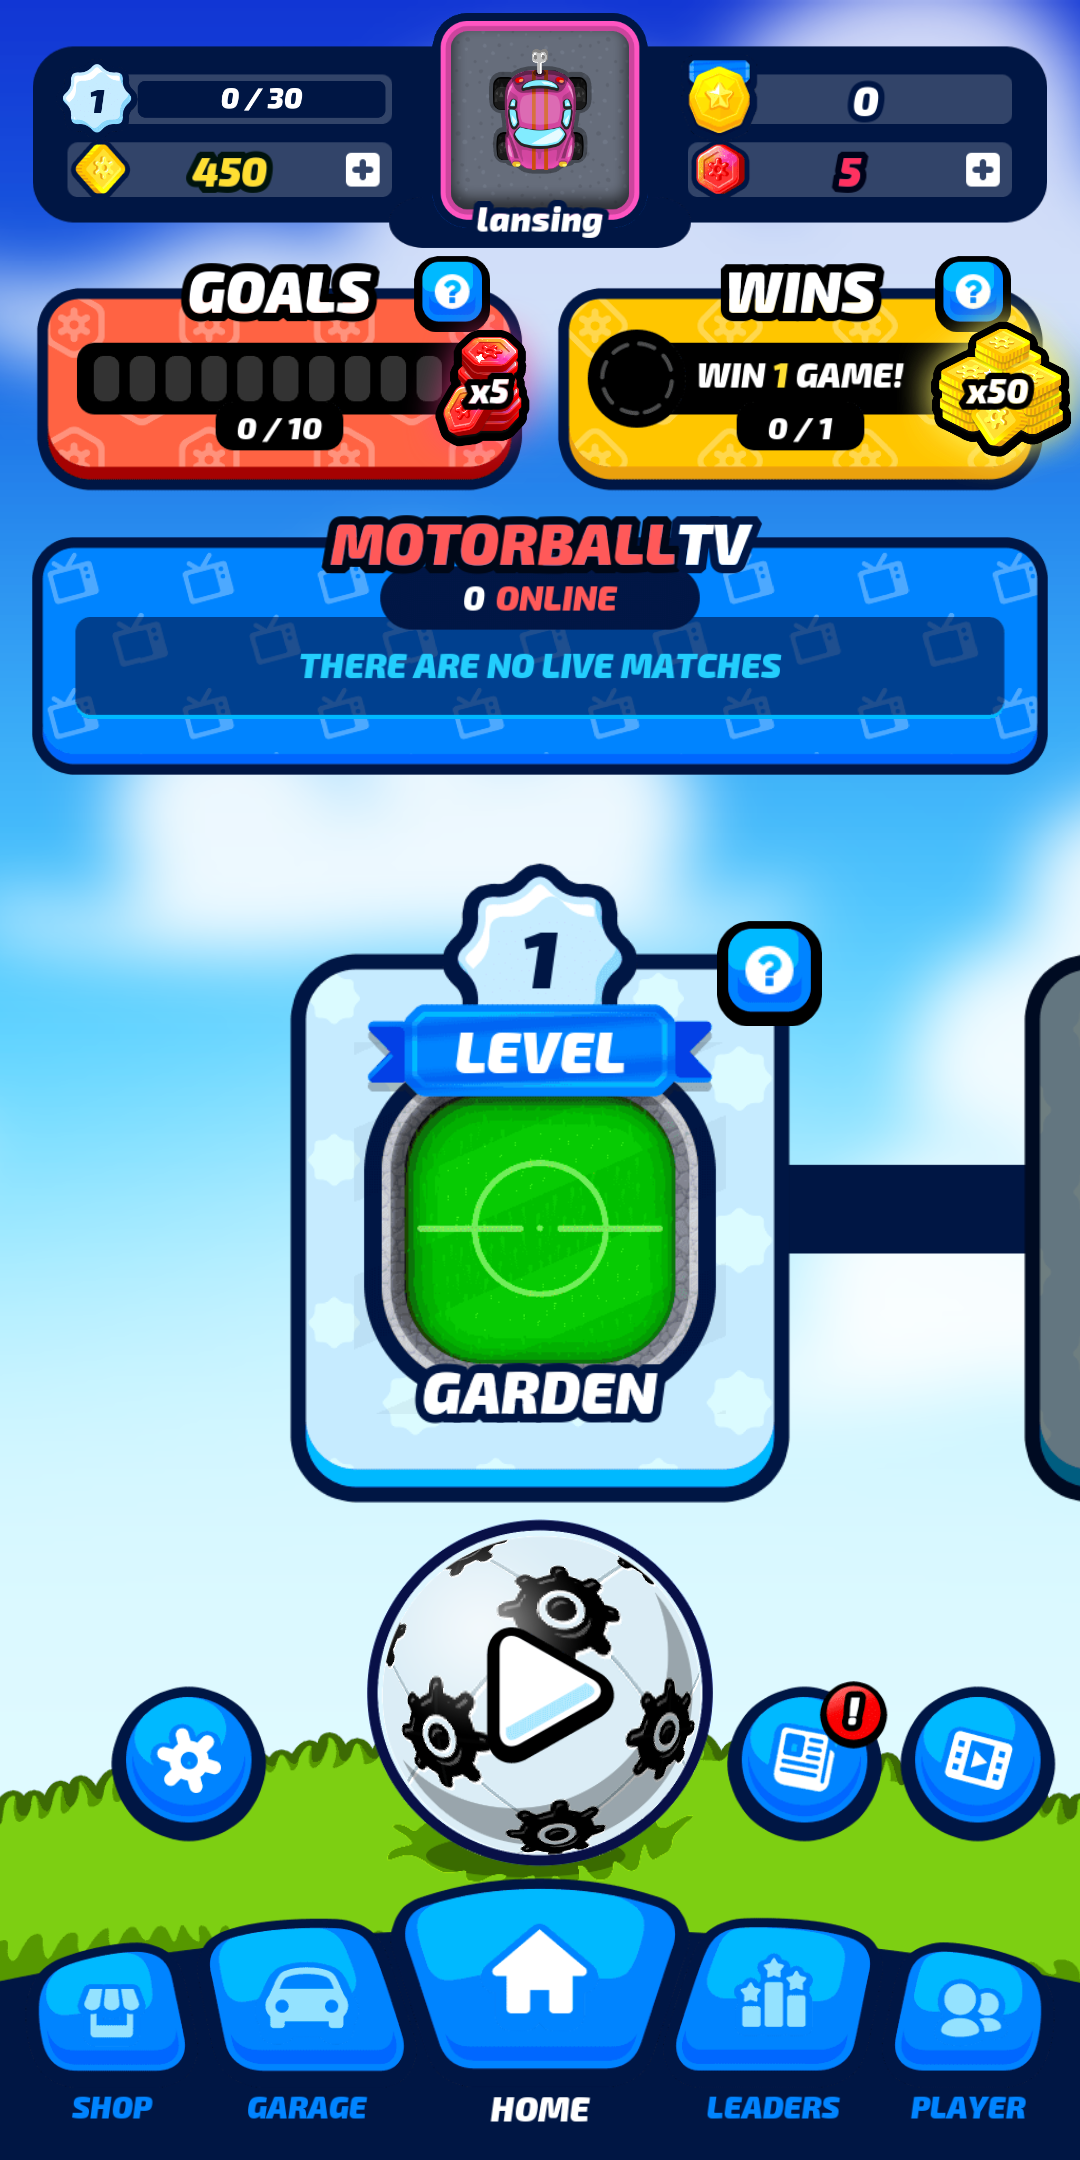 1
0 / 30
0
450
5
lansing
GOALS
WINS
WIN 1 GAME!
x5
x50
0 / 10
0 / 1
MOTORBALLTV
0 ONLINE
THERE ARE NO LIVE MATCHES
1
LEVEL
GARDEN
SHOP
GARAGE
HOME
LEADERS
PLAYER